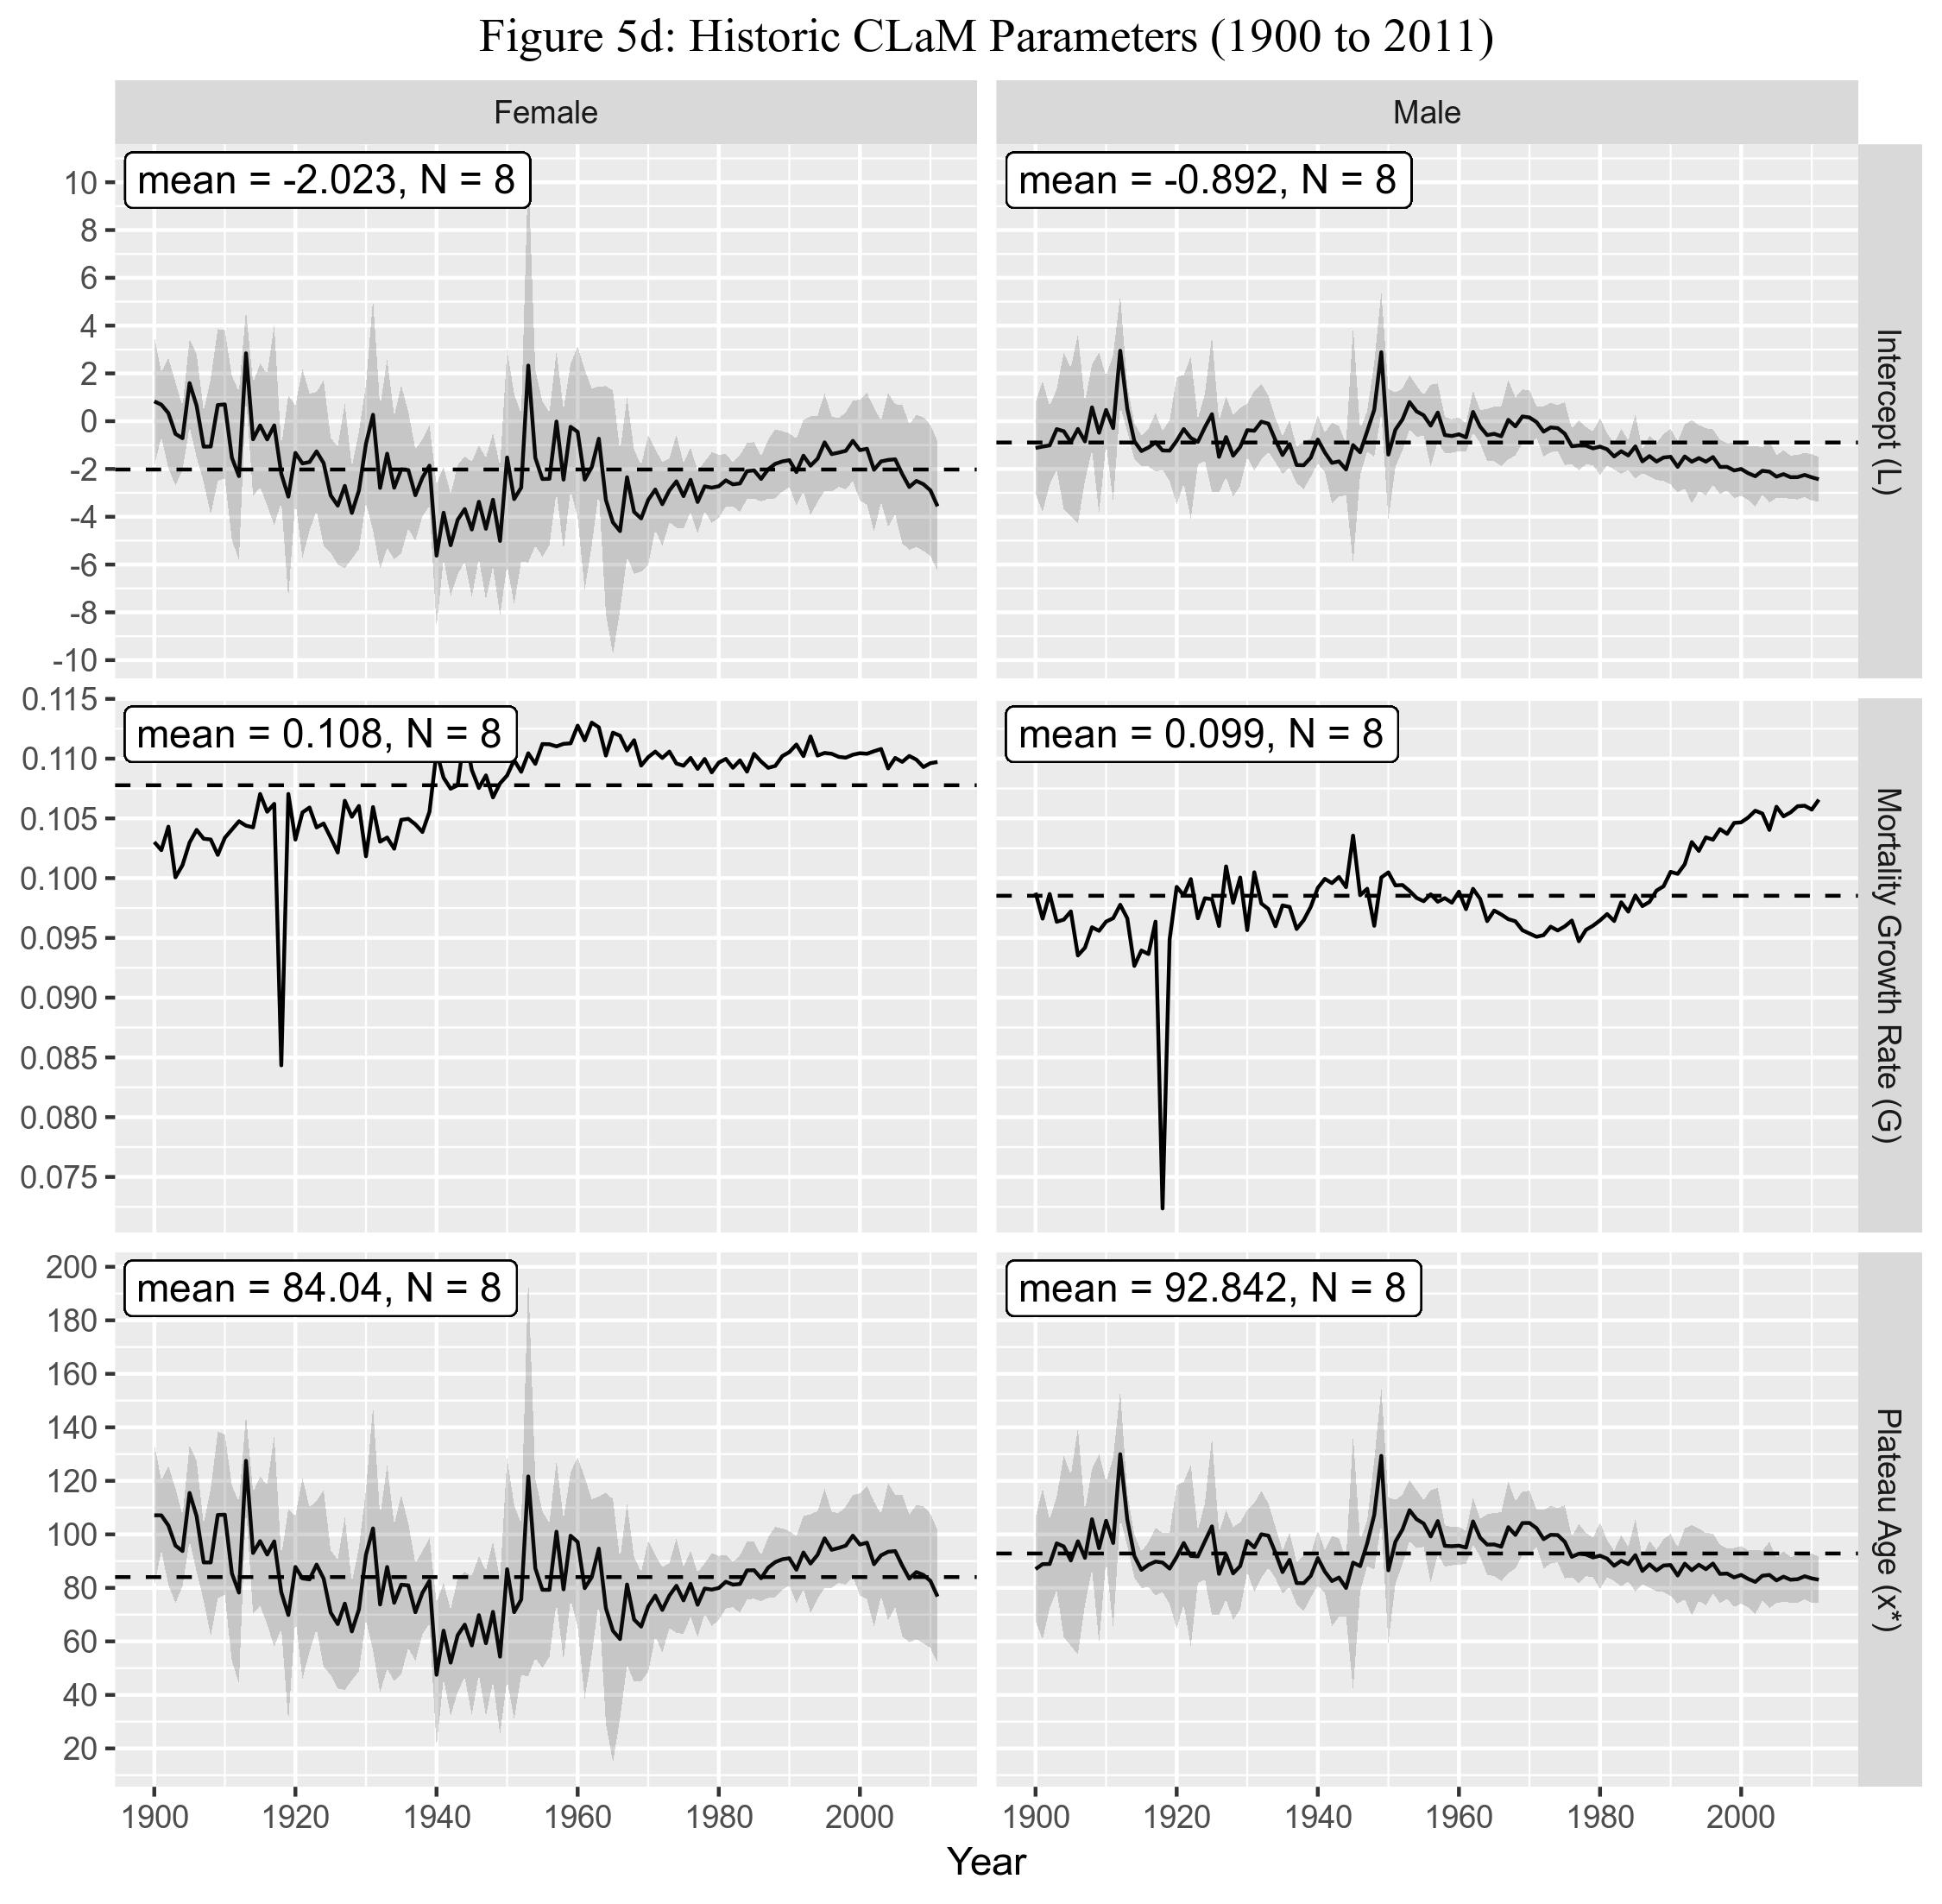 Figure 5d: Historic CLaM Parameters (1900 to 2011)
Female
Male
mean = -2.023, N = 8
mean = -0.892, N = 8
10
8
6
4
2
0
-2
-4
-6
-8
-10
Intercept (L)
mean = 0.108, N = 8
mean = 0.099, N = 8
0.115
0.110
0.105
0.100
0.095
0.090
0.085
0.080
0.075
Mortality Growth Rate (G)
mean = 84.04, N = 8
mean = 92.842, N = 8
200
180
160
140
120
100
80
60
40
20
Plateau Age (x*)
1900 1920 1940 1960 1980 2000
1900 1920 1940 1960 1980 2000
Year